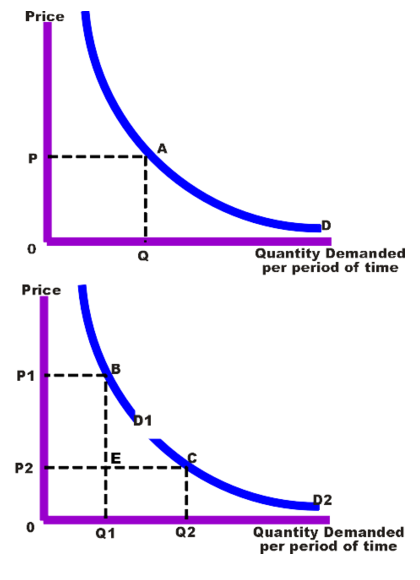 Price
A
P
D
0
Q
Quantity Demanded
per period of time
Price
P1
B
D1
P2
E
C
D2
0
Q1
Q2
Quantity Demanded
per period of time